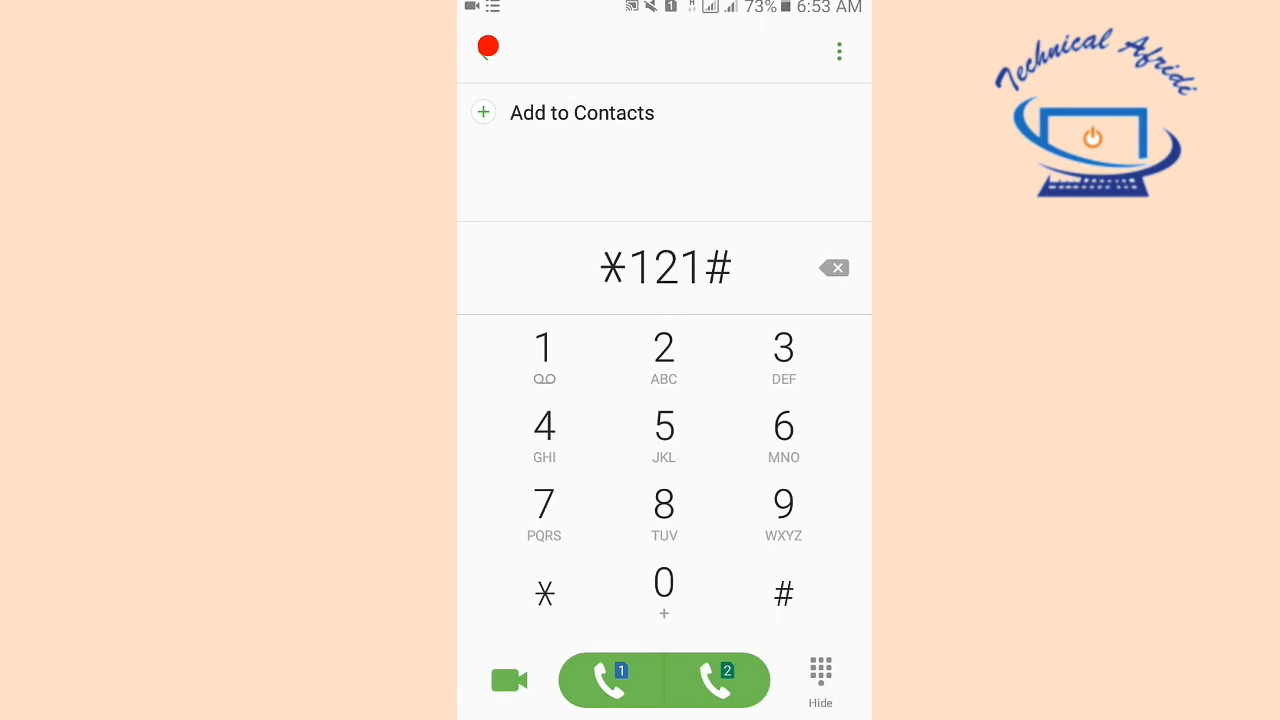 1 73% 6:53 AM
Technical Afridi
+ Add to Contacts
*121#
1 2 3
ABC DEF
4 5 6
GHI JKL MNO
7 8 9
PQRS TUV WXYZ
* 0 #
+
1 2
Hide